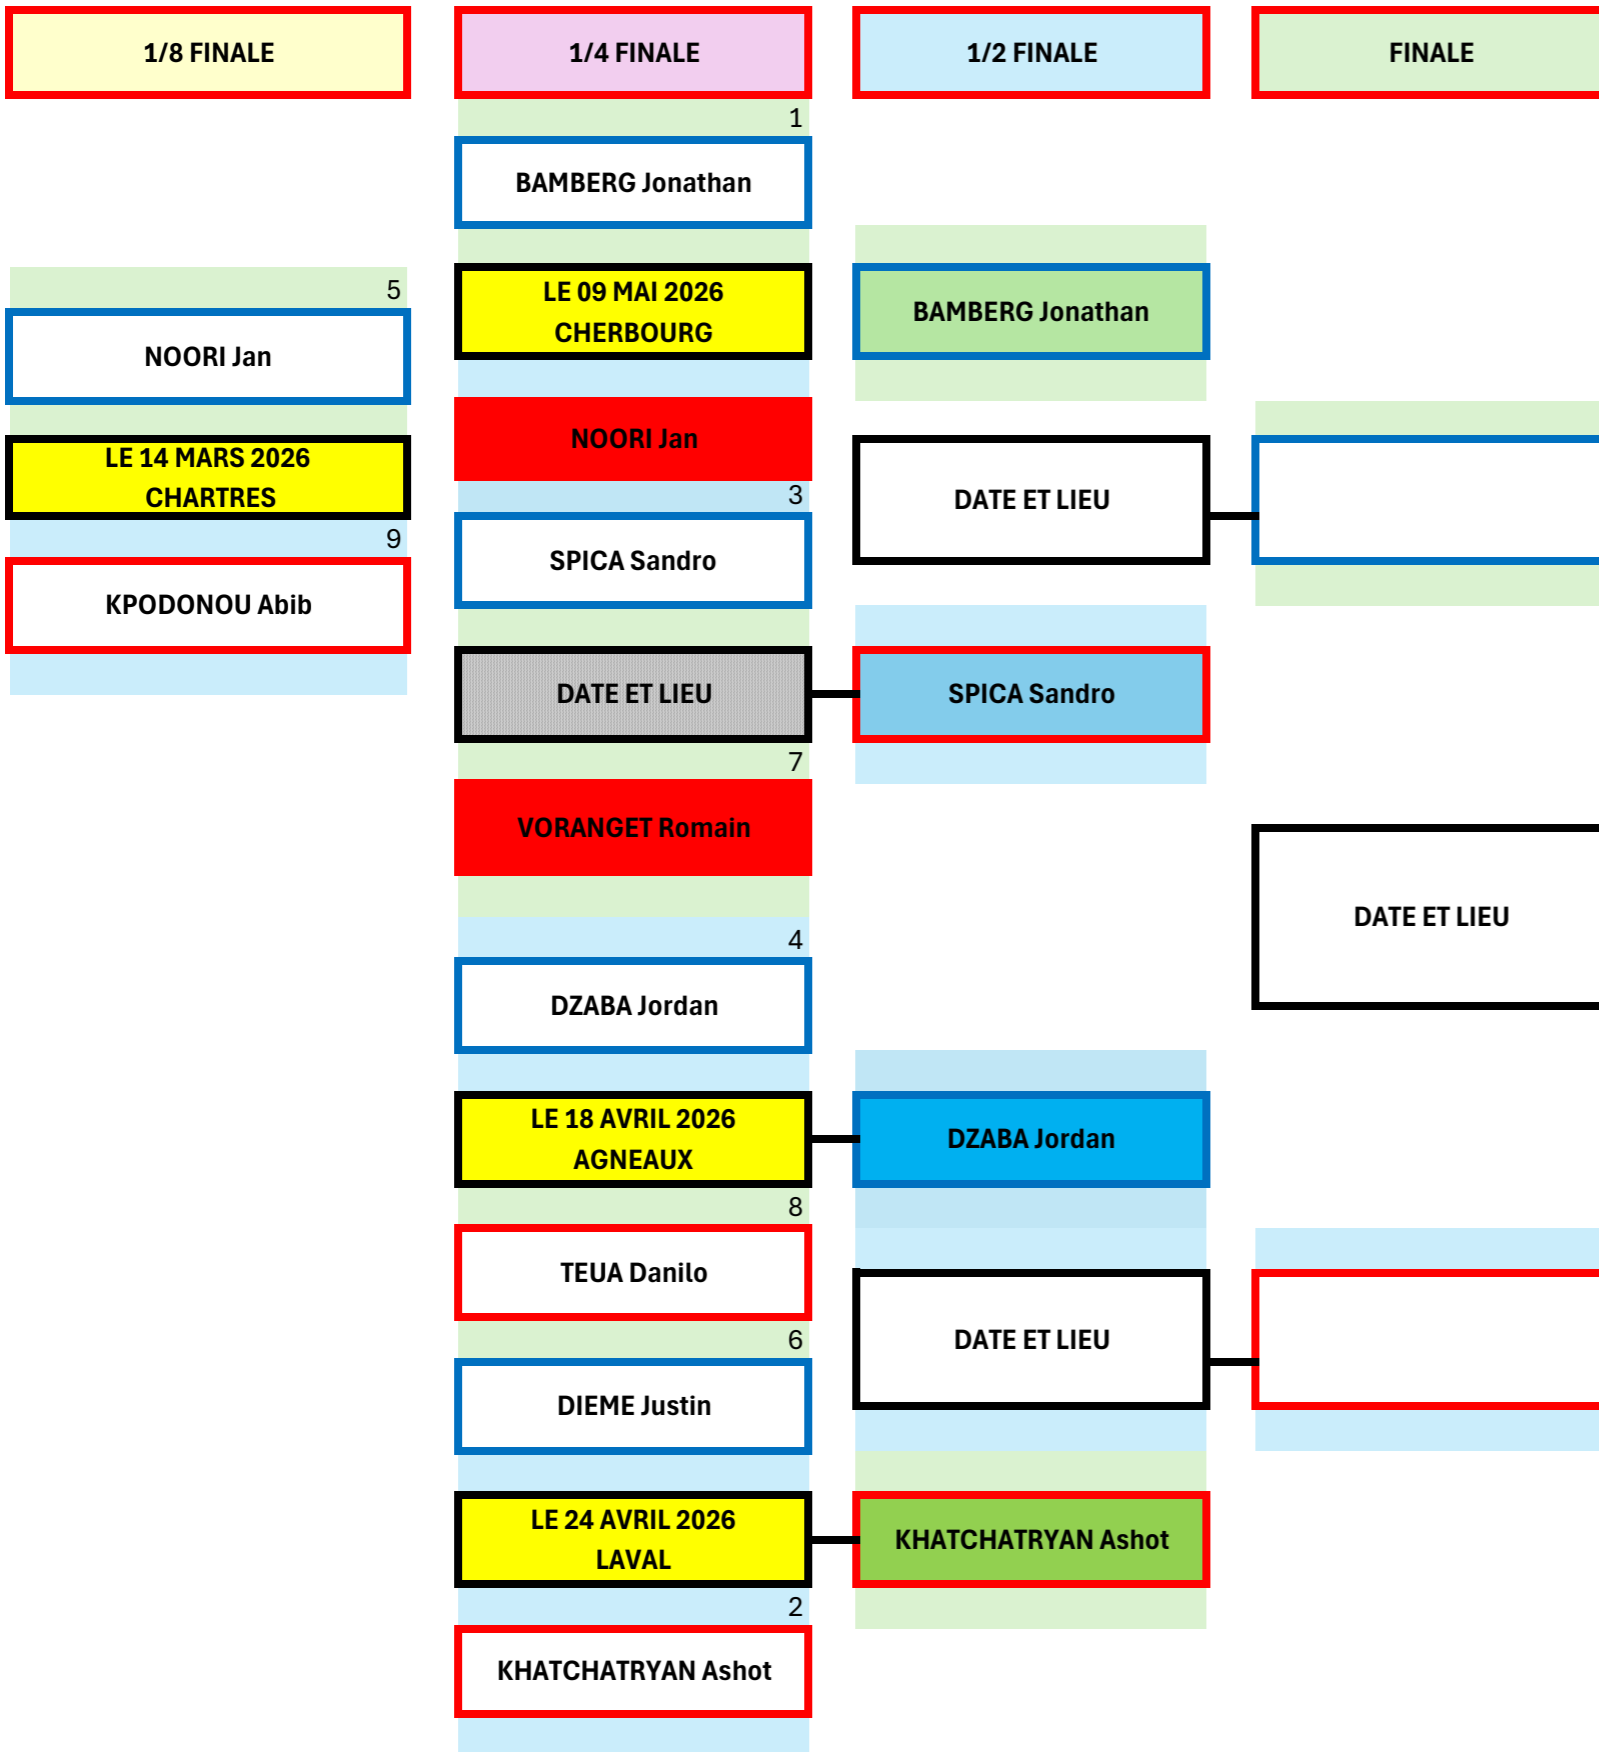 1/8 FINALE
1/4 FINALE
1/2 FINALE
FINALE
1
BAMBERG Jonathan
LE 09 MAI 2026
CHERBOURG
BAMBERG Jonathan
5
NOORI Jan
NOORI Jan
LE 14 MARS 2026
CHARTRES
3
DATE ET LIEU
9
SPICA Sandro
KPODONOU Abib
DATE ET LIEU
SPICA Sandro
7
VORANGET Romain
DATE ET LIEU
4
DZABA Jordan
LE 18 AVRIL 2026
AGNEAUX
DZABA Jordan
8
TEUA Danilo
6
DATE ET LIEU
DIEME Justin
LE 24 AVRIL 2026
LAVAL
KHATCHATRYAN Ashot
2
KHATCHATRYAN Ashot